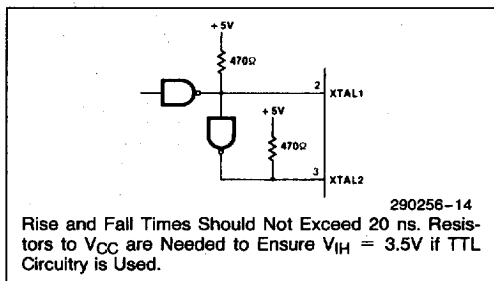 +5V
470Ω
2
XTAL1
+5V
470Ω
3
XTAL2
290256-14
Rise and Fall Times Should Not Exceed 20 ns. Resis-
tors to VCC are Needed to Ensure VIH = 3.5V if TTL
Circuitry is Used.